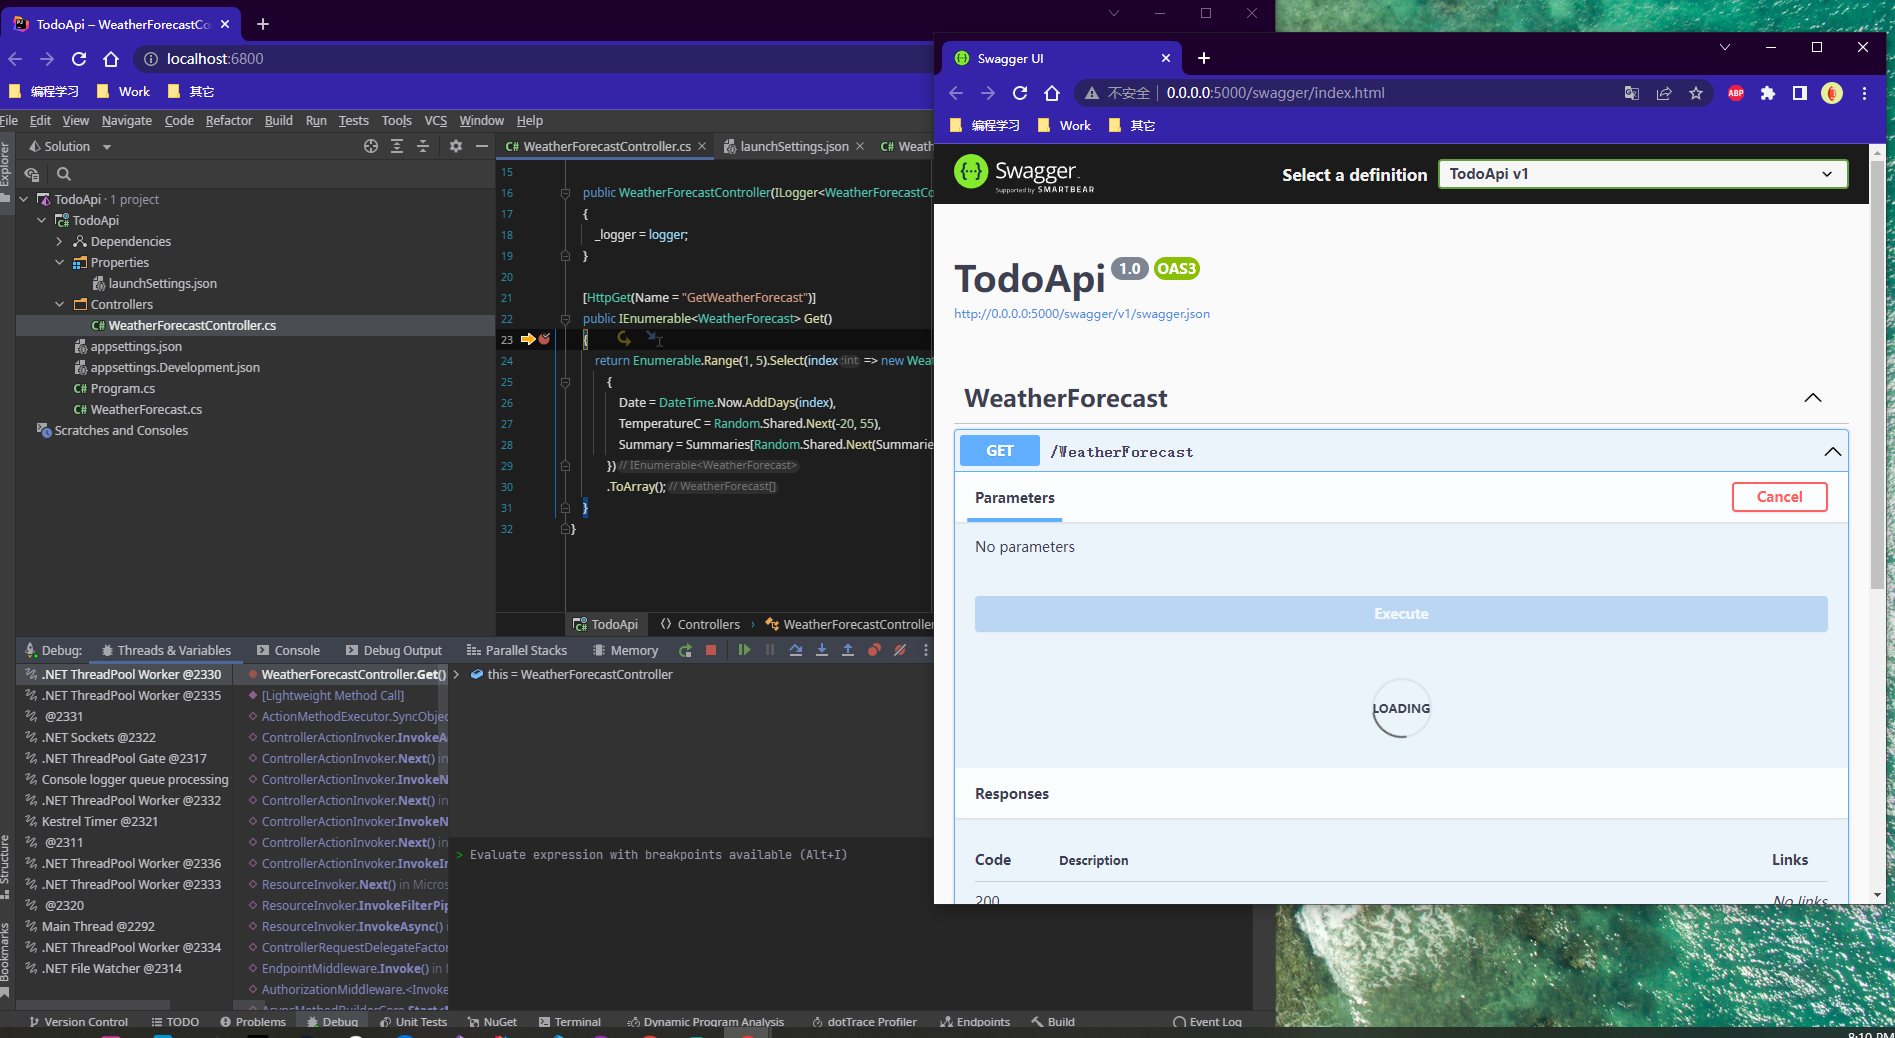 TodoApi – WeatherForecastCo
localhost:6800
编程学习
Work
其它
File Edit View Navigate Code Refactor Build Run Tests Tools VCS Window Help
Explorer
Solution
TodoApi · 1 project
TodoApi
Dependencies
Properties
launchSettings.json
Controllers
C# WeatherForecastController.cs
appsettings.json
appsettings.Development.json
C# Program.cs
C# WeatherForecast.cs
Scratches and Consoles
Structure
Bookmarks
C# WeatherForecastController.cs
launchSettings.json
C# Weath
15
16 public WeatherForecastController(ILogger<WeatherForecastCo
17 {
18 _logger = logger;
19 }
20
21 [HttpGet(Name = "GetWeatherForecast")]
22 public IEnumerable<WeatherForecast> Get()
23 {
24 return Enumerable.Range(1, 5).Select(index :int => new Weat
25 {
26 Date = DateTime.Now.AddDays(index),
27 TemperatureC = Random.Shared.Next(-20, 55),
28 Summary = Summaries[Random.Shared.Next(Summarie
29 }) // IEnumerable<WeatherForecast>
30 .ToArray(); // WeatherForecast[]
31 }
32 }
TodoApi
Controllers
WeatherForecastController
Debug:
Threads & Variables
Console
Debug Output
Parallel Stacks
Memory
.NET ThreadPool Worker @2330
.NET ThreadPool Worker @2335
@2331
.NET Sockets @2322
.NET ThreadPool Gate @2317
Console logger queue processing
.NET ThreadPool Worker @2332
Kestrel Timer @2321
@2311
.NET ThreadPool Worker @2336
.NET ThreadPool Worker @2333
@2320
Main Thread @2292
.NET ThreadPool Worker @2334
.NET File Watcher @2314
WeatherForecastController.Get()
[Lightweight Method Call]
ActionMethodExecutor.SyncObjec
ControllerActionInvoker.InvokeA
ControllerActionInvoker.Next() in
ControllerActionInvoker.InvokeN
ControllerActionInvoker.Next() in
ControllerActionInvoker.InvokeN
ControllerActionInvoker.Next() in
ControllerActionInvoker.InvokeIn
ResourceInvoker.Next() in Micros
ResourceInvoker.InvokeFilterPip
ResourceInvoker.InvokeAsync() i
ControllerRequestDelegateFactor
EndpointMiddleware.Invoke() in
AuthorizationMiddleware.<Invoke
this = WeatherForecastController
> Evaluate expression with breakpoints available (Alt+I)
Version Control
TODO
Problems
Debug
Unit Tests
NuGet
Terminal
Dynamic Program Analysis
dotTrace Profiler
Endpoints
Build
Event Log
8:10 PM
Swagger UI
不安全
0.0.0.0:5000/swagger/index.html
ABP
编程学习
Work
其它
Swagger.
Supported by SMARTBEAR
Select a definition
TodoApi v1
TodoApi 1.0 OAS3
http://0.0.0.0:5000/swagger/v1/swagger.json
WeatherForecast
GET /WeatherForecast
Parameters
Cancel
No parameters
Execute
LOADING
Responses
Code Description Links
200 No links